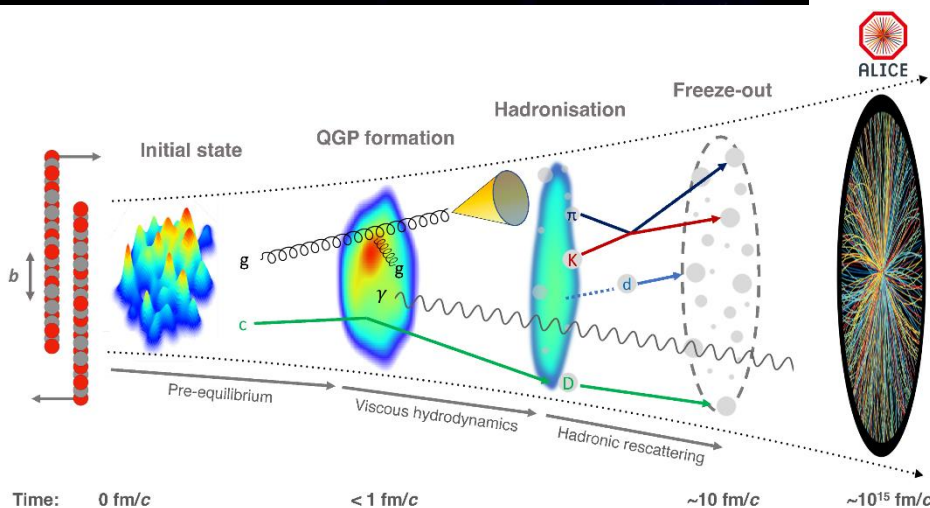 ALICE
Freeze-out
Hadronisation
QGP formation
Initial state
b
g
g
γ
c
π
K
d
D
Pre-equilibrium
Viscous hydrodynamics
Hadronic rescattering
Time: 0 fm/c < 1 fm/c ~10 fm/c ~10¹⁵ fm/c